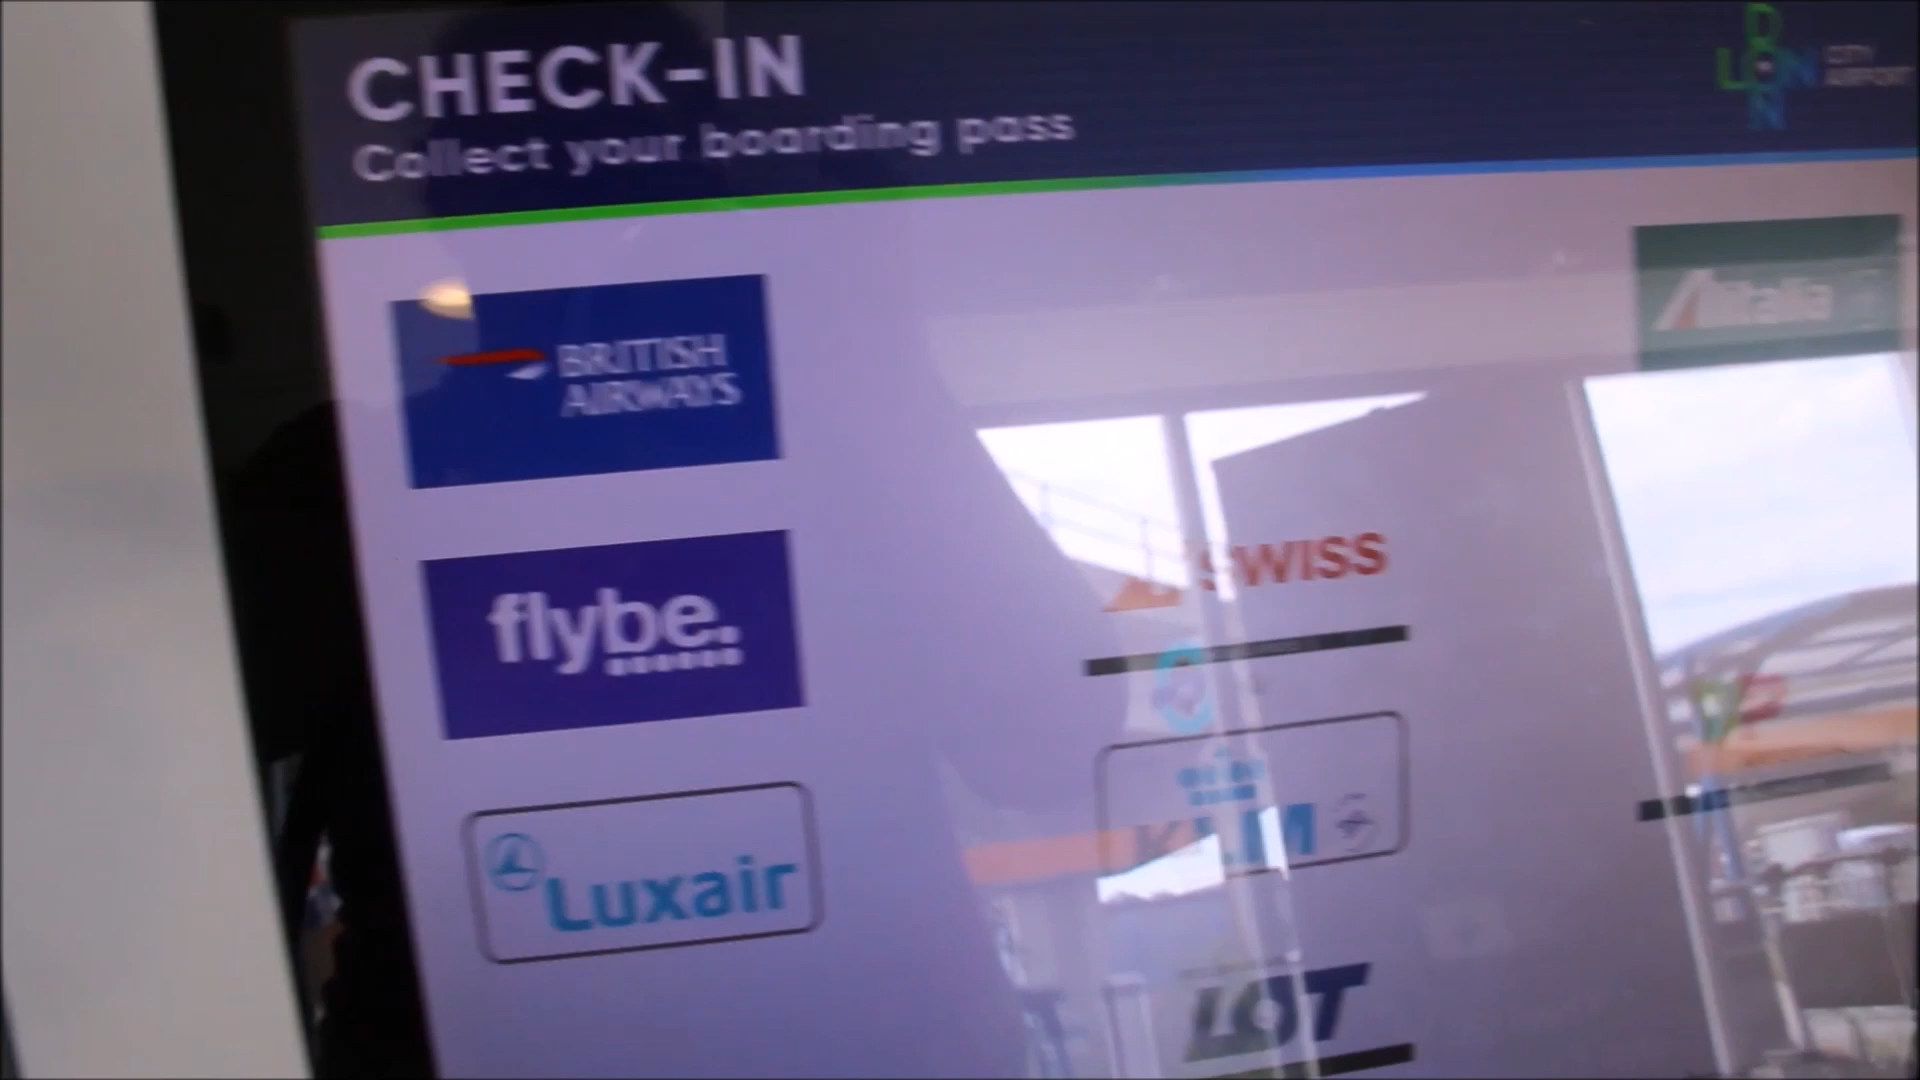 CHECK-IN
Collect your boarding pass
LONDON
CITY
AIRPORT
BRITISH
AIRWAYS
Alitalia
flybe.
SWISS
Luxair
KLM
LOT